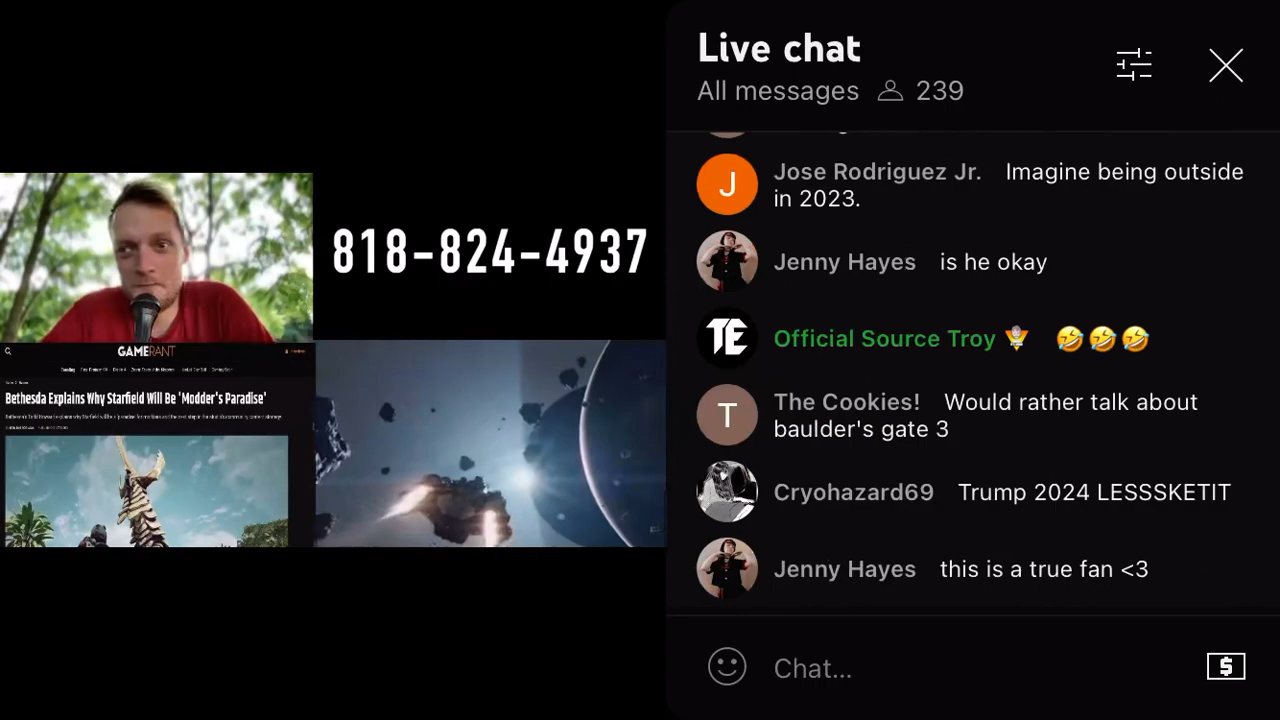 Live chat
All messages 239
Jose Rodriguez Jr. Imagine being outside
in 2023.
J
Jenny Hayes is he okay
TE
Official Source Troy 🤣🤣🤣
The Cookies! Would rather talk about
baulder's gate 3
T
Cryohazard69 Trump 2024 LESSSKETIT
Jenny Hayes this is a true fan <3
Chat...
$
818-824-4937
GAMERANT
Bethesda Explains Why Starfield Will Be 'Modder's Paradise'